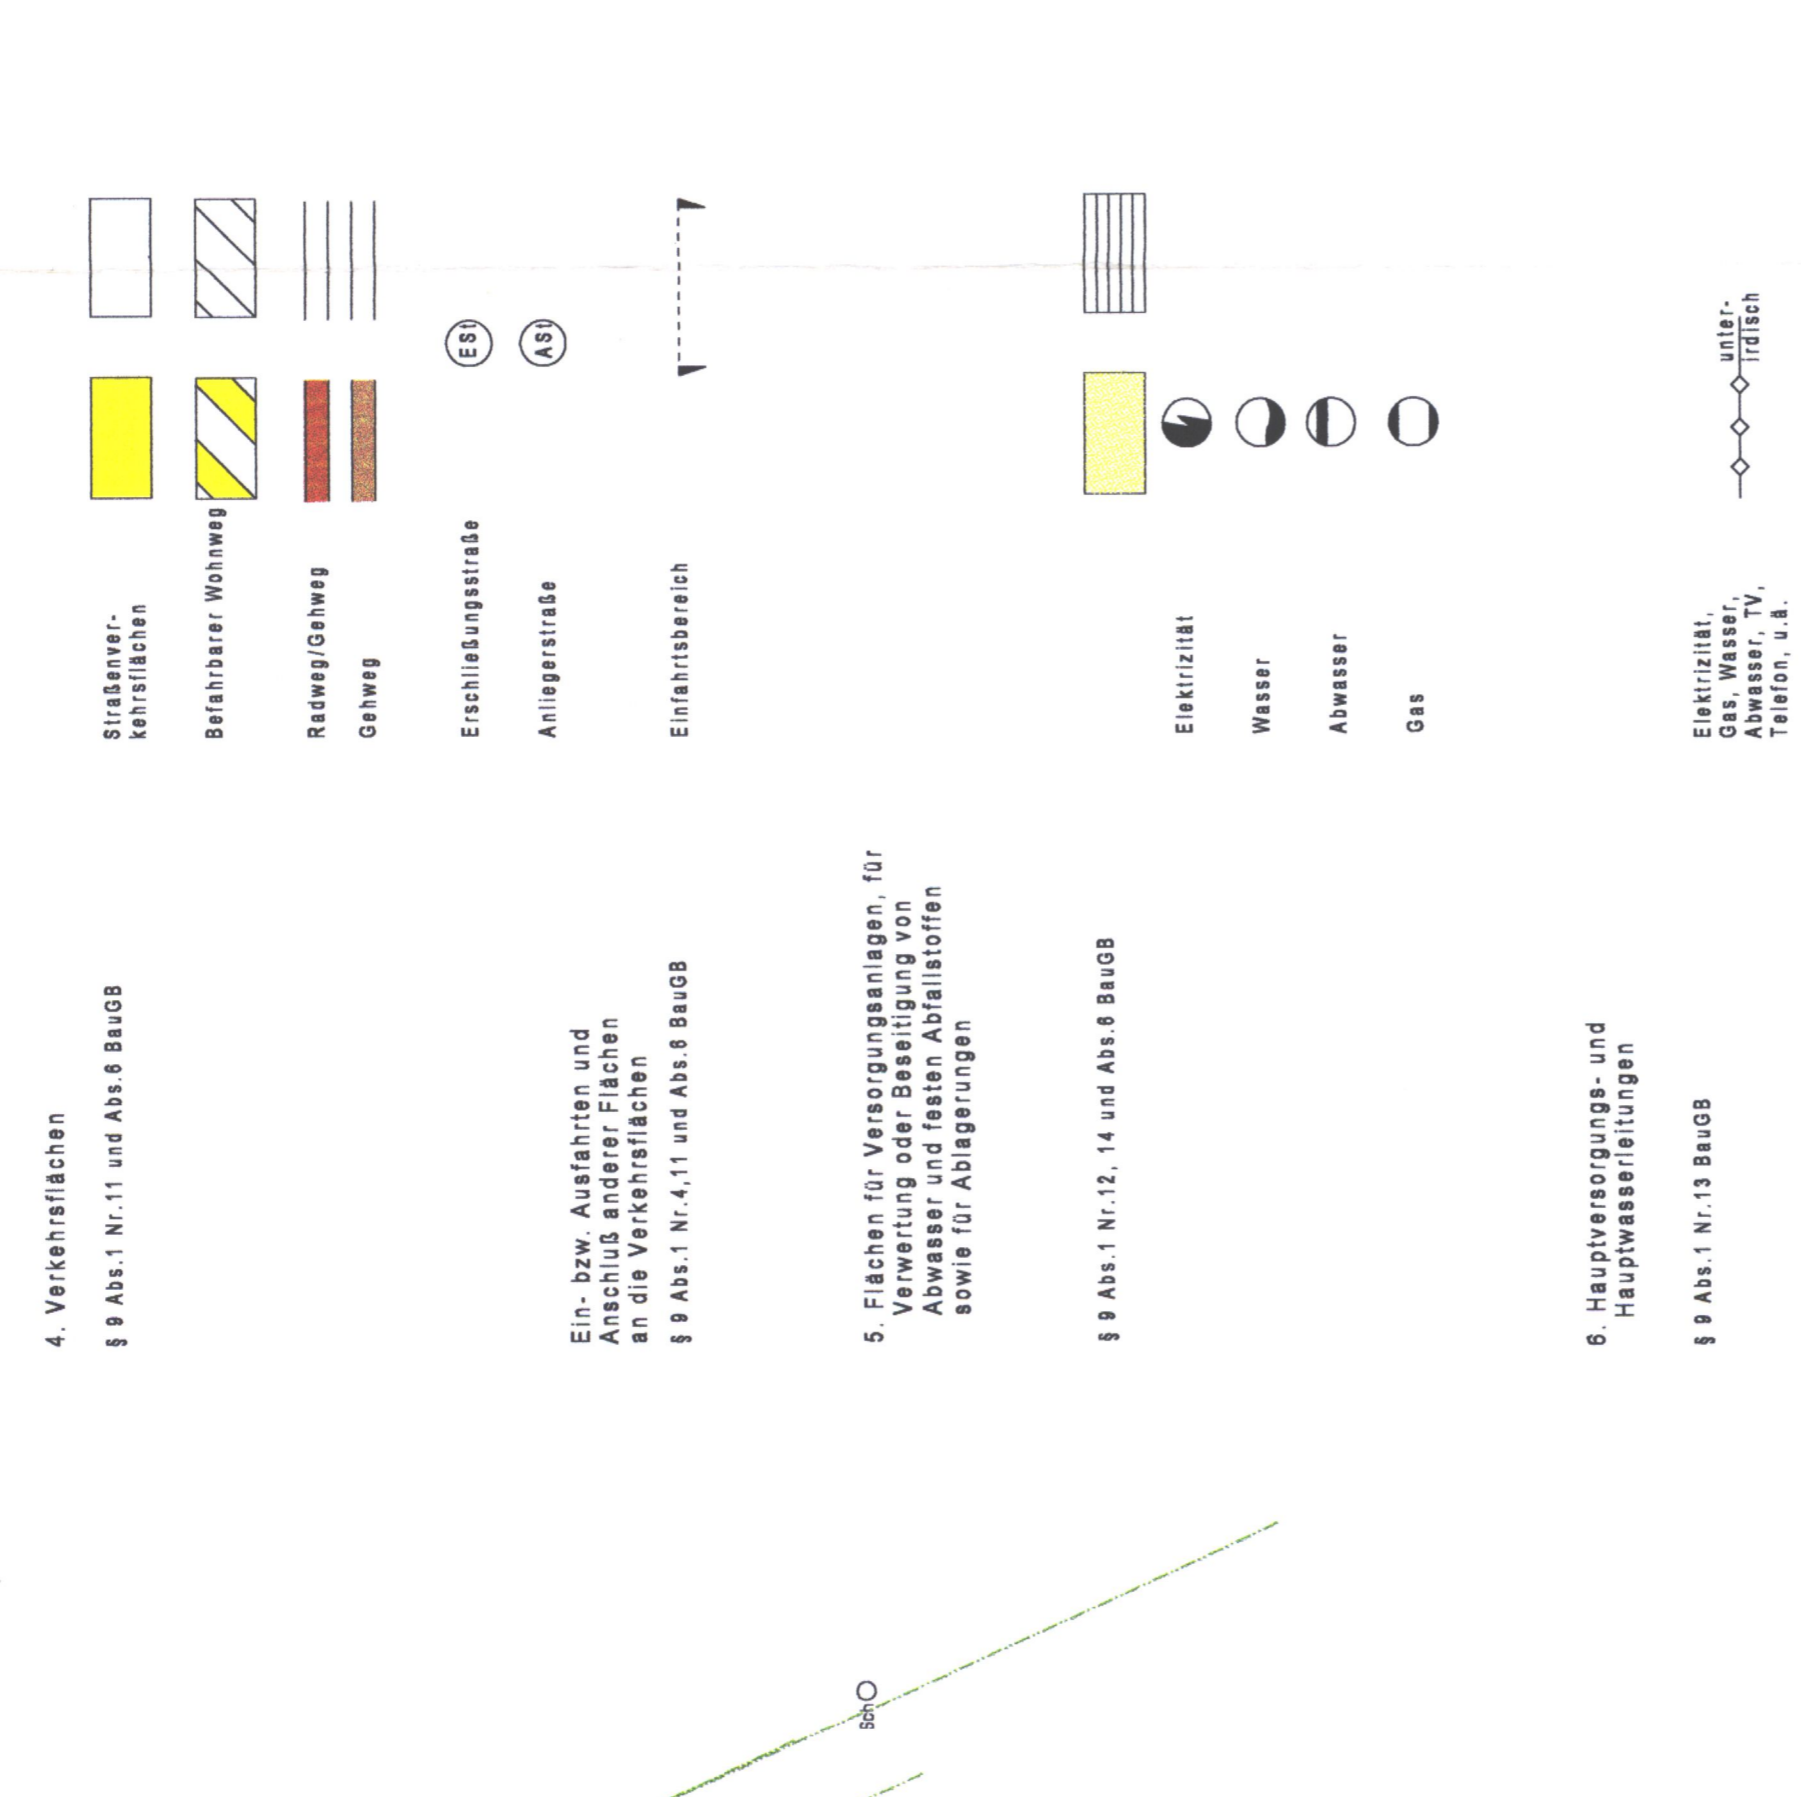 4. Verkehrsflächen
§ 9 Abs.1 Nr.11 und Abs.6 BauGB
Straßenver-
kehrsflächen
Befahrbarer Wohnweg
Radweg/Gehweg
Gehweg
Erschließungsstraße
ESt
Anliegerstraße
ASt
Ein- bzw. Ausfahrten und
Anschluß anderer Flächen
an die Verkehrsflächen
§ 9 Abs.1 Nr.4,11 und Abs.6 BauGB
Einfahrtsbereich
5. Flächen für Versorgungsanlagen, für
Verwertung oder Beseitigung von
Abwasser und festen Abfallstoffen
sowie für Ablagerungen
§ 9 Abs.1 Nr.12, 14 und Abs.6 BauGB
Elektrizität
Wasser
Abwasser
Gas
6. Hauptversorgungs- und
Hauptwasserleitungen
§ 9 Abs.1 Nr.13 BauGB
Elektrizität,
Gas, Wasser,
Abwasser, TV,
Telefon, u.ä.
unter-
irdisch
Sch